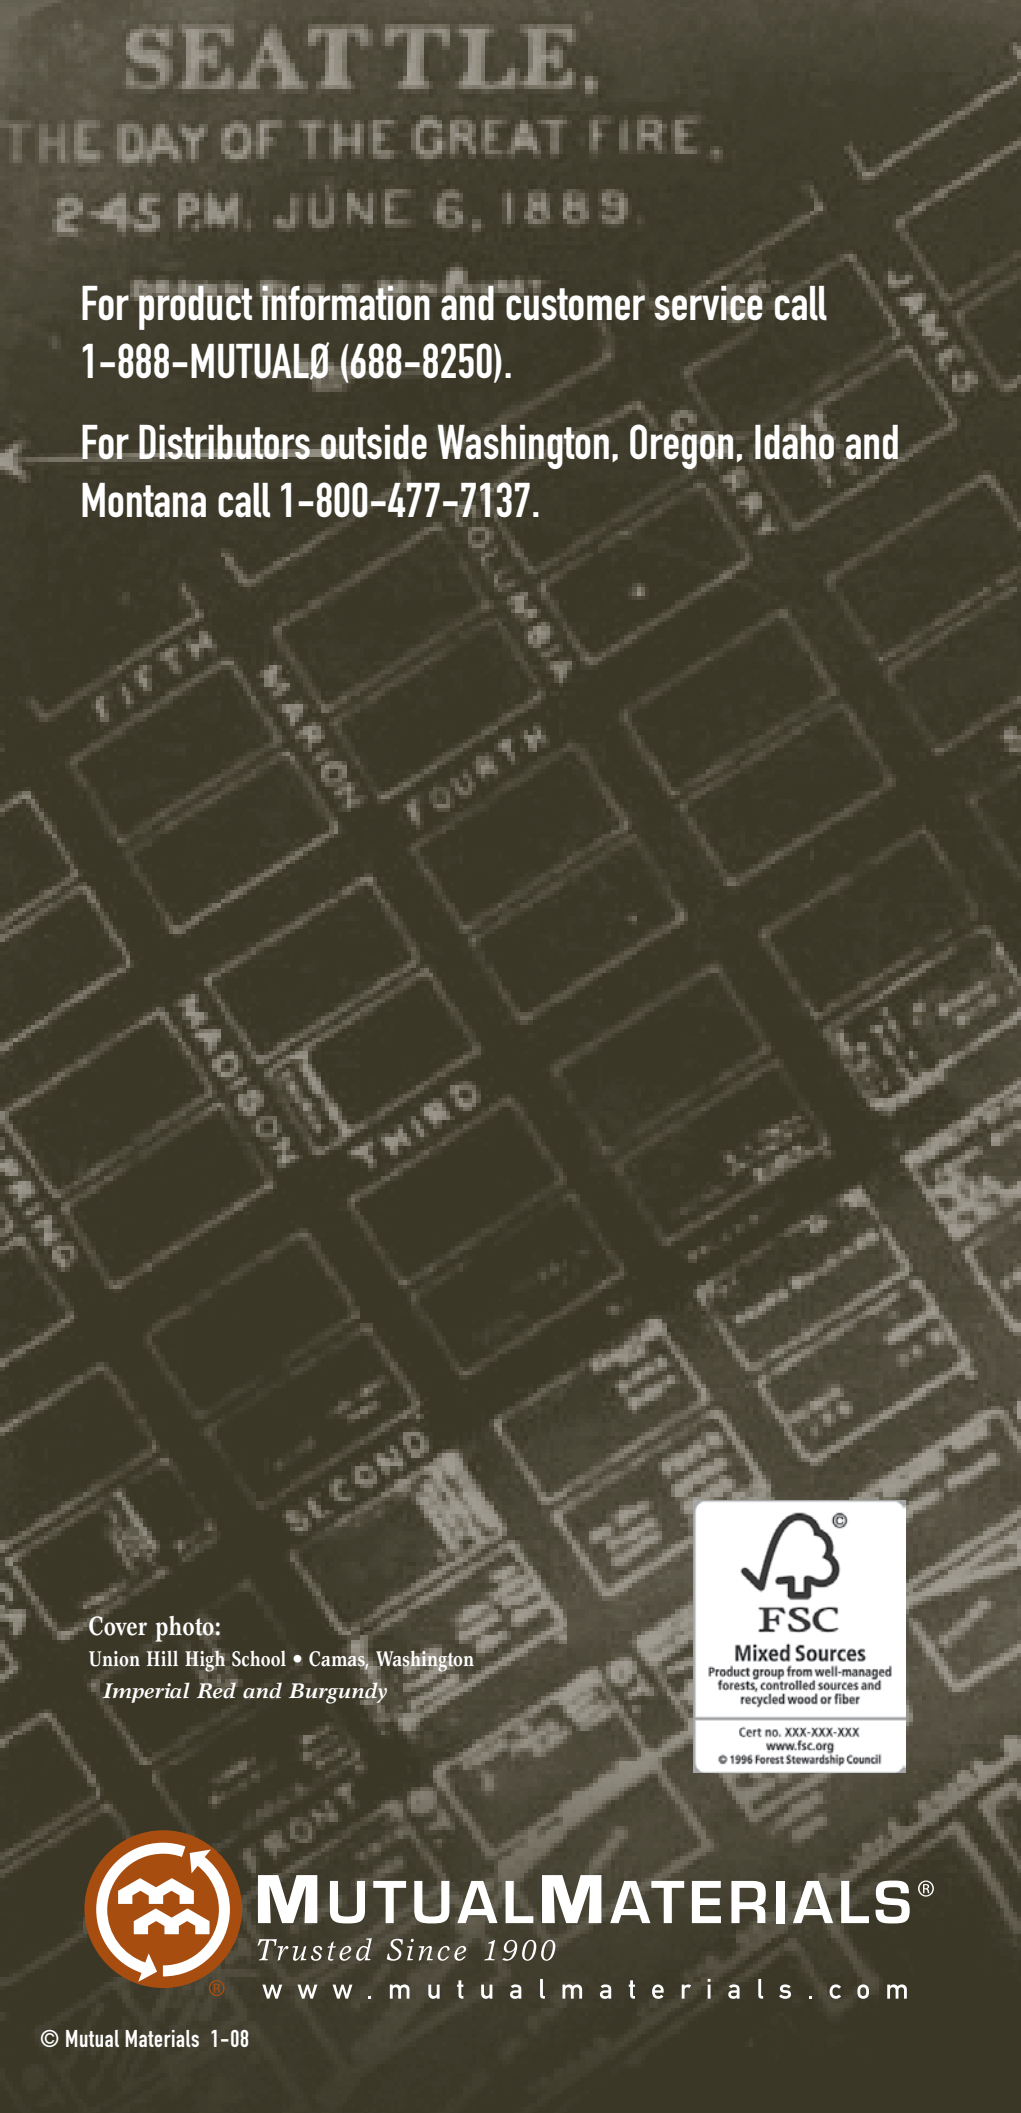 SEATTLE,
THE DAY OF THE GREAT FIRE,
2-45 P.M. JUNE 6, 1889.
For product information and customer service call
1-888-MUTUALØ (688-8250).
For Distributors outside Washington, Oregon, Idaho and
Montana call 1-800-477-7137.
JAMES
COLUMBIA
FIFTH
MARION
FOURTH
MADISON
THIRD
SECOND
FRONT
©
FSC
Mixed Sources
Product group from well-managed
forests, controlled sources and
recycled wood or fiber
Cert no. XXX-XXX-XXX
www.fsc.org
© 1996 Forest Stewardship Council
Cover photo:
Union Hill High School • Camas, Washington
Imperial Red and Burgundy
MUTUALMATERIALS®
Trusted Since 1900
®
www.mutualmaterials.com
© Mutual Materials 1-08